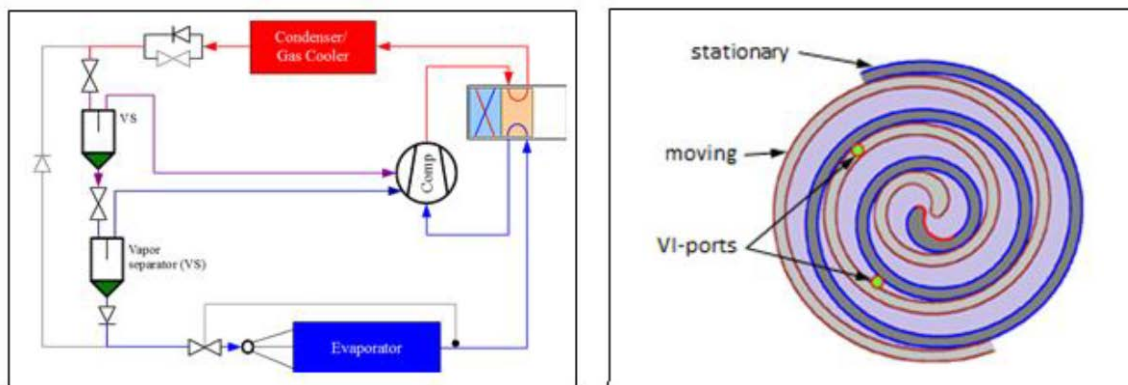 Condenser/
Gas Cooler
VS
Comp
Vapor
separator (VS)
Evaporator
stationary
moving
VI-ports